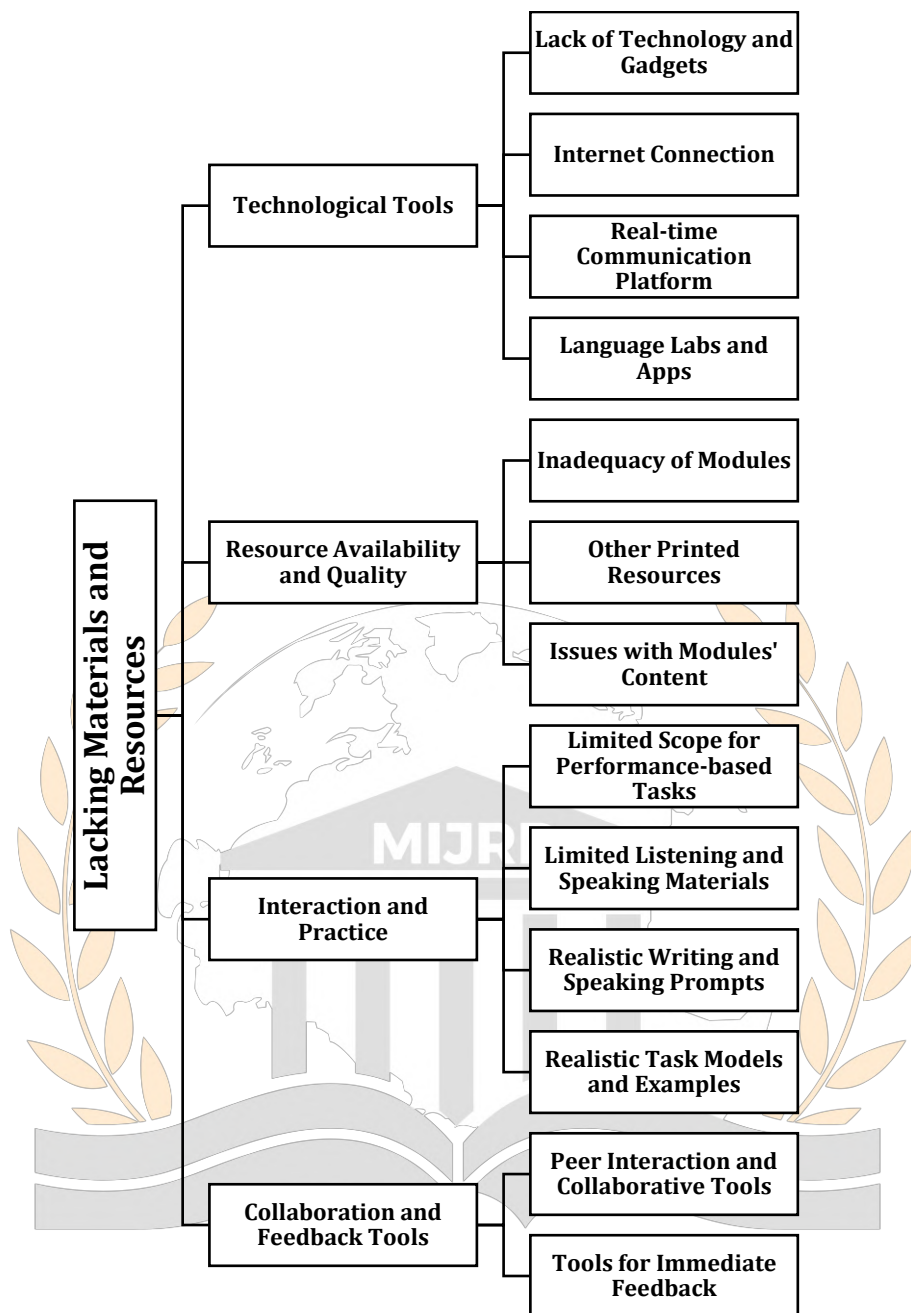 Lack of Technology and
Gadgets
Internet Connection
Technological Tools
Real-time
Communication
Platform
Language Labs and
Apps
Inadequacy of Modules
Lacking Materials and
Resources
Resource Availability
and Quality
Other Printed
Resources
Issues with Modules'
Content
Limited Scope for
Performance-based
Tasks
Limited Listening and
Speaking Materials
Interaction and
Practice
Realistic Writing and
Speaking Prompts
Realistic Task Models
and Examples
Peer Interaction and
Collaborative Tools
Collaboration and
Feedback Tools
Tools for Immediate
Feedback